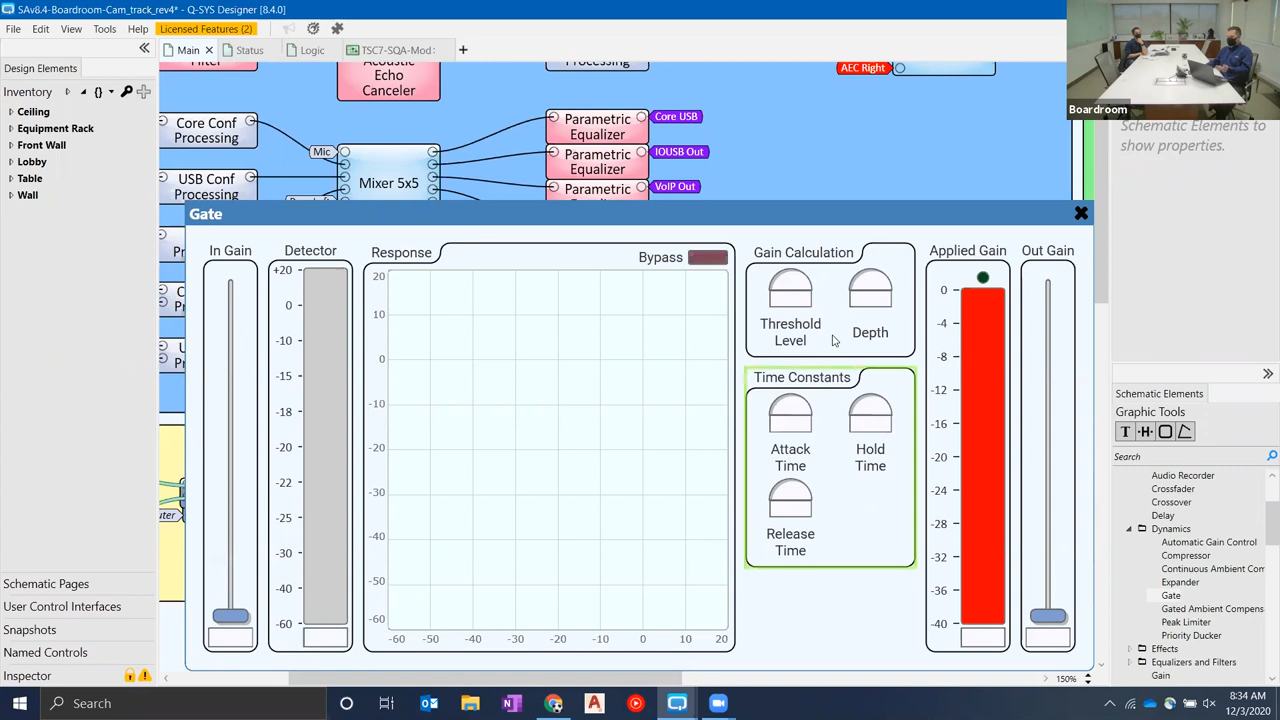 SAv8.4-Boardroom-Cam_track_rev4* - Q-SYS Designer [8.4.0]
File Edit View Tools Help Licensed Features (2)
Main Status Logic TSC7-SQA-Mod
Design Elements
Inventory
Ceiling
Equipment Rack
Front Wall
Lobby
Table
Wall
Schematic Pages
User Control Interfaces
Snapshots
Named Controls
Inspector
Acoustic
Echo
Canceler
AEC Right
Core Conf
Processing
USB Conf
Processing
Mic
Mixer 5x5
Parametric
Equalizer
Core USB
Parametric
Equalizer
IOUSB Out
Parametric
VoIP Out
Boardroom
Schematic Elements to
show properties.
Gate
In Gain
Detector
+20
0
-10
-15
-18
-20
-22
-25
-30
-40
-60
Response
Bypass
20
10
0
-10
-20
-30
-40
-50
-60
-60 -50 -40 -30 -20 -10 0 10 20
Gain Calculation
Threshold
Level
Depth
Time Constants
Attack
Time
Hold
Time
Release
Time
Applied Gain
0
-4
-8
-12
-16
-20
-24
-28
-32
-36
-40
Out Gain
Schematic Elements
Graphic Tools
T H
Search
Audio Recorder
Crossfader
Crossover
Delay
Dynamics
Automatic Gain Control
Compressor
Continuous Ambient Com
Expander
Gate
Gated Ambient Compens
Peak Limiter
Priority Ducker
Effects
Equalizers and Filters
Gain
150%
Search
8:34 AM
12/3/2020